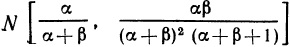 N [ α / (α+β) , αβ / ((α+β)² (α+β+1)) ]